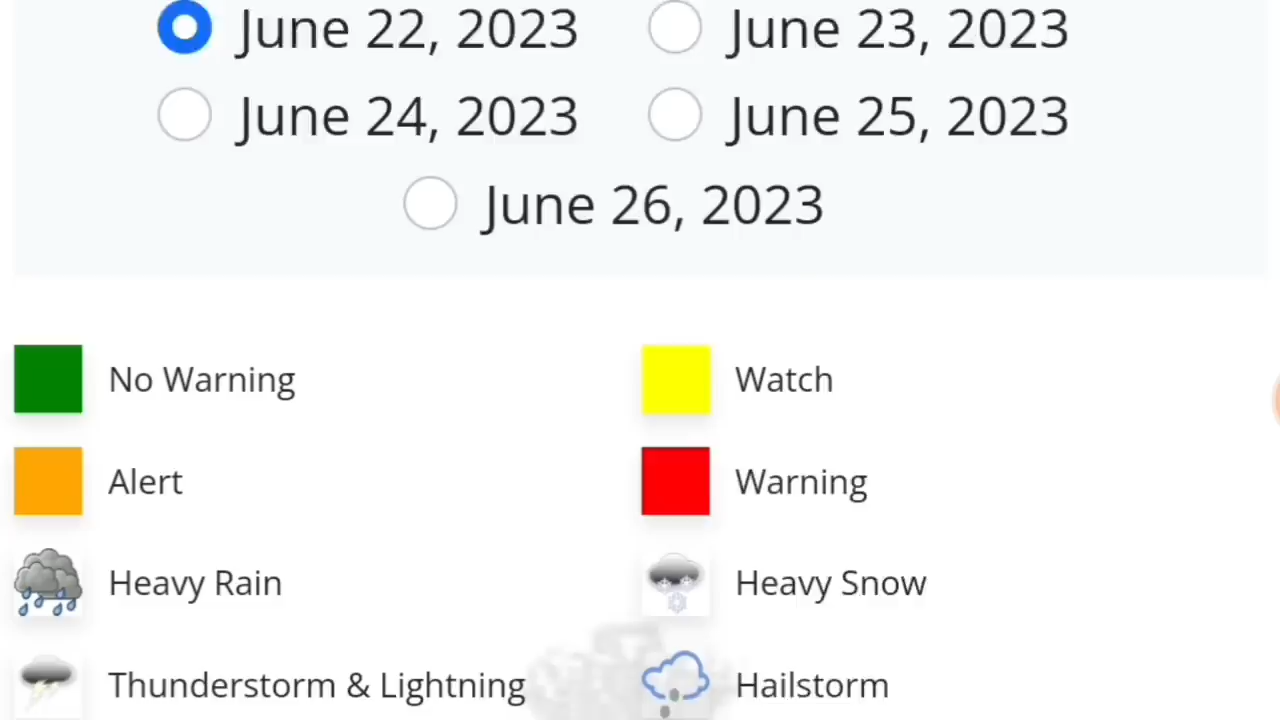 June 22, 2023 June 23, 2023
June 24, 2023 June 25, 2023
June 26, 2023
No Warning Watch
Alert Warning
Heavy Rain Heavy Snow
Thunderstorm & Lightning Hailstorm